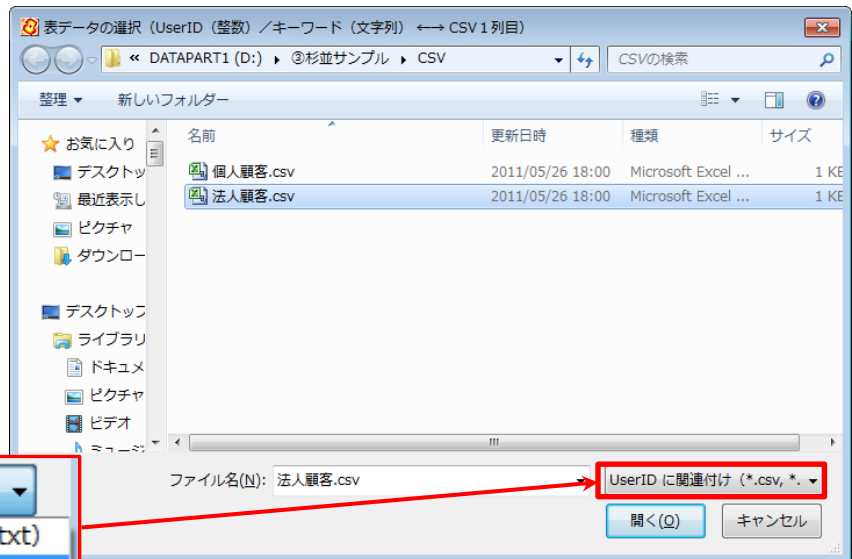 表データの選択（UserID（整数）／キーワード（文字列）←→ CSV１列目）
« DATAPART1 (D:) ▸ ③杉並サンプル ▸ CSV
CSVの検索
整理 ▼ 新しいフォルダー
お気に入り
デスクトッ
最近表示し
ピクチャ
ダウンロー
デスクトップ
ライブラリ
ドキュメ
ピクチャ
ビデオ
ミュージ
名前 更新日時 種類 サイズ
個人顧客.csv 2011/05/26 18:00 Microsoft Excel ... 1 KE
法人顧客.csv 2011/05/26 18:00 Microsoft Excel ... 1 KE
ファイル名(N): 法人顧客.csv
UserID に関連付け（*.csv, *.
開く(O) キャンセル
txt)